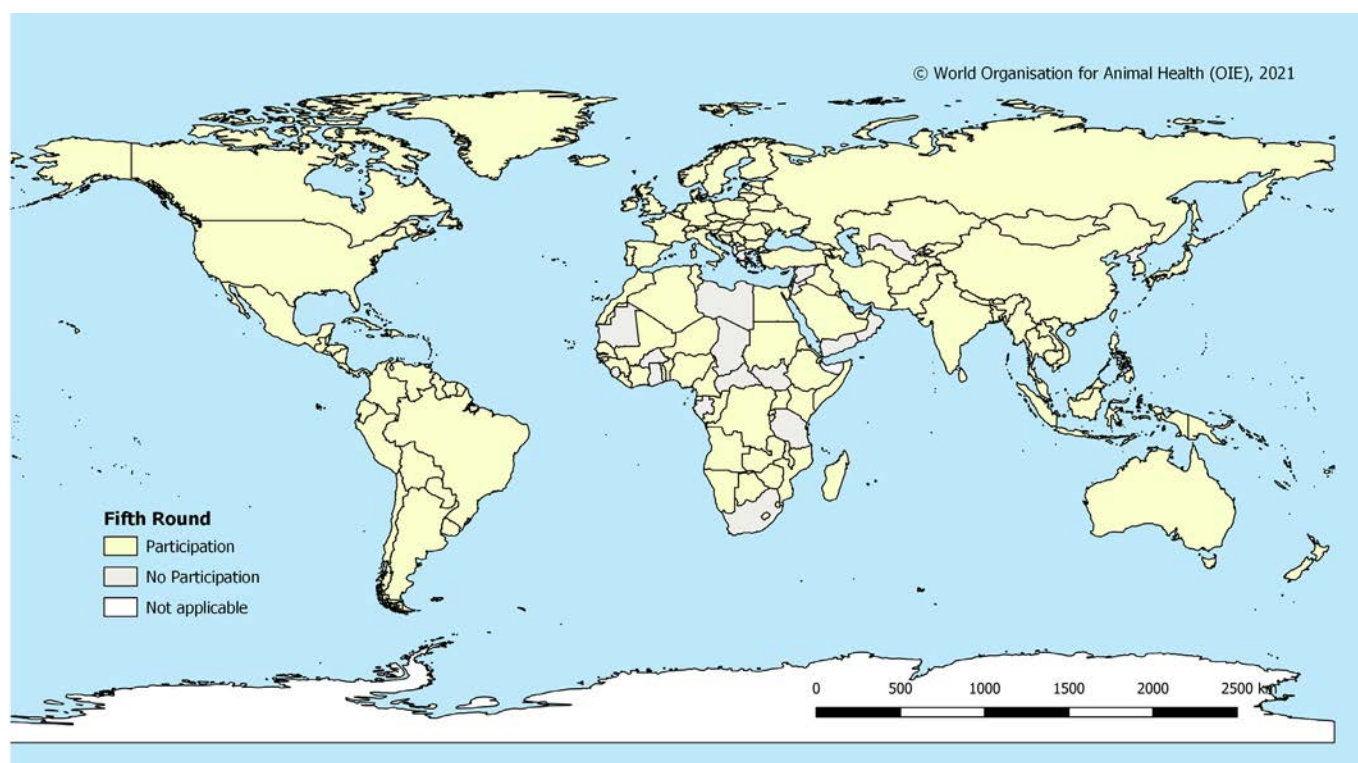 © World Organisation for Animal Health (OIE), 2021
Fifth Round
Participation
No Participation
Not applicable
0 500 1000 1500 2000 2500 km